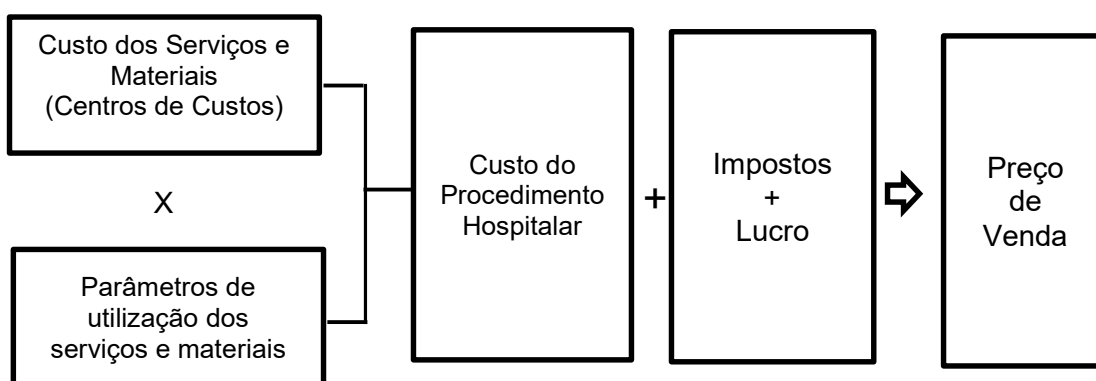 Custo dos Serviços e
Materiais
(Centros de Custos)
X
Parâmetros de
utilização dos
serviços e materiais
Custo do
Procedimento
Hospitalar
+
Impostos
+
Lucro
Preço
de
Venda